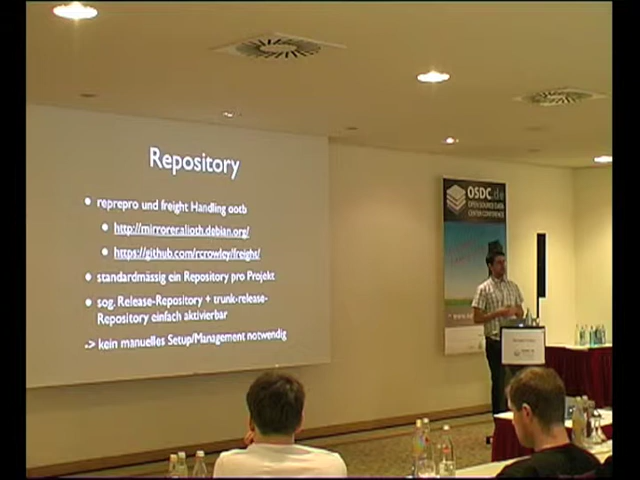 Repository
• reprepro und freight Handling ootb
• http://mirrorer.alioth.debian.org/
• https://github.com/rcrowley/freight/
• standardmässig ein Repository pro Projekt
• sog. Release-Repository + trunk-release-
Repository einfach aktivierbar
-> kein manuelles Setup/Management notwendig
OSDC.de
OPEN SOURCE DATA
CENTER CONFERENCE